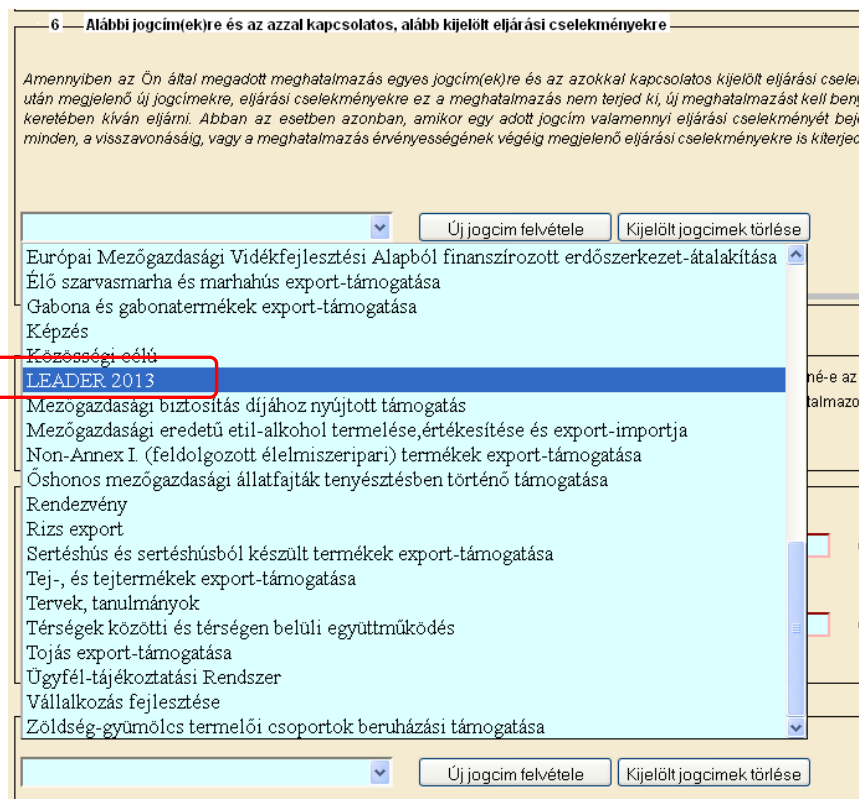 6 Alábbi jogcím(ek)re és az azzal kapcsolatos, alább kijelölt eljárási cselekményekre
Amennyiben az Ön által megadott meghatalmazás egyes jogcím(ek)re és az azokkal kapcsolatos kijelölt eljárási
után megjelenő új jogcímekre, eljárási cselekményekre ez a meghatalmazás nem terjed ki, új meghatalmazást kell
keretében kíván eljárni. Abban az esetben azonban, amikor egy adott jogcím valamennyi eljárási cselekményét
minden, a visszavonásáig, vagy a meghatalmazás érvényességének végéig megjelenő eljárási cselekményekre is
Új jogcim felvétele Kijelölt jogcimek törlése
Európai Mezőgazdasági Vidékfejlesztési Alapból finanszírozott erdőszerkezet-átalakítása
Élő szarvasmarha és marhahús export-támogatása
Gabona és gabonatermékek export-támogatása
Képzés
Közösségi célú
LEADER 2013
né-e az
Mezőgazdasági biztosítás díjához nyújtott támogatás
Mezőgazdasági eredetű etil-alkohol termelése,értékesítése és export-importja
Non-Annex I. (feldolgozott élelmiszeripari) termékek export-támogatása
Őshonos mezőgazdasági állatfajták tenyésztésben történő támogatása
Rendezvény
Rizs export
Sertéshús és sertéshúsból készült termékek export-támogatása
Tej-, és tejtermékek export-támogatása
Tervek, tanulmányok
Térségek közötti és térségen belüli együttműködés
Tojás export-támogatása
Ügyfél-tájékoztatási Rendszer
Vállalkozás fejlesztése
Zöldség-gyümölcs termelői csoportok beruházási támogatása
Új jogcim felvétele Kijelölt jogcimek törlése